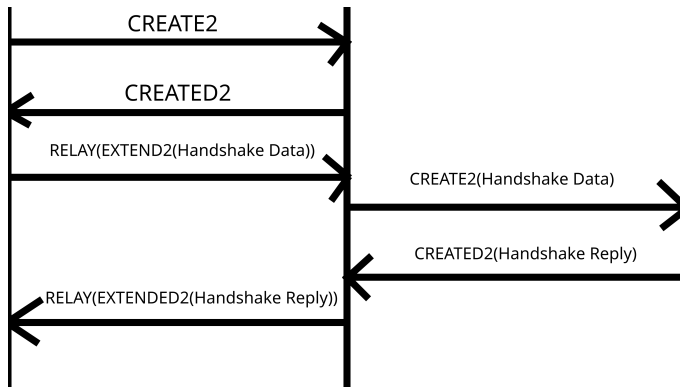 CREATE2
CREATED2
RELAY(EXTEND2(Handshake Data))
CREATE2(Handshake Data)
CREATED2(Handshake Reply)
RELAY(EXTENDED2(Handshake Reply))